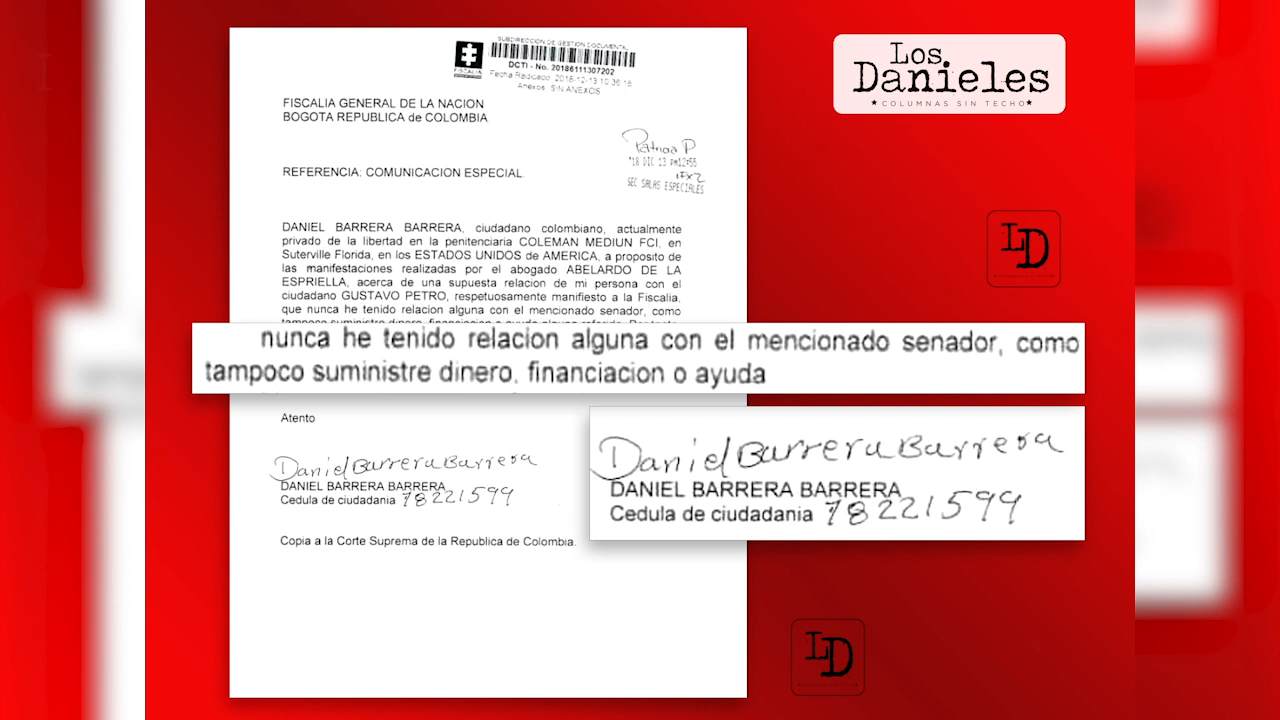 SUBDIRECCION DE GESTION DOCUMENTAL
DCTI - No. 20186111307202
Fecha Radicado: 2018-12-13 10:36:16
Anexos: SIN ANEXOS
FISCALIA
Los
Danieles
COLUMNAS SIN TECHO
FISCALIA GENERAL DE LA NACION
BOGOTA REPUBLICA de COLOMBIA
Patricia P
'18 DIC 13 PM12:55
SEC SALAS ESPECIALES
REFERENCIA: COMUNICACION ESPECIAL
DANIEL BARRERA BARRERA, ciudadano colombiano, actualmente
privado de la libertad en la penitenciaria COLEMAN MEDIUN FCI, en
Suterville Florida, en los ESTADOS UNIDOS de AMERICA, a proposito de
las manifestaciones realizadas por el abogado ABELARDO DE LA
ESPRIELLA, acerca de una supuesta relacion de mi persona con el
ciudadano GUSTAVO PETRO, respetuosamente manifiesto a la Fiscalia,
que nunca he tenido relacion alguna con el mencionado senador, como
LD
nunca he tenido relacion alguna con el mencionado senador, como
tampoco suministre dinero, financiacion o ayuda
Atento
Daniel Barrera Barrera
DANIEL BARRERA BARRERA
Cedula de ciudadania 78221599
Daniel Barrera Barrera
DANIEL BARRERA BARRERA
Cedula de ciudadania 78221599
Copia a la Corte Suprema de la Republica de Colombia.
LD